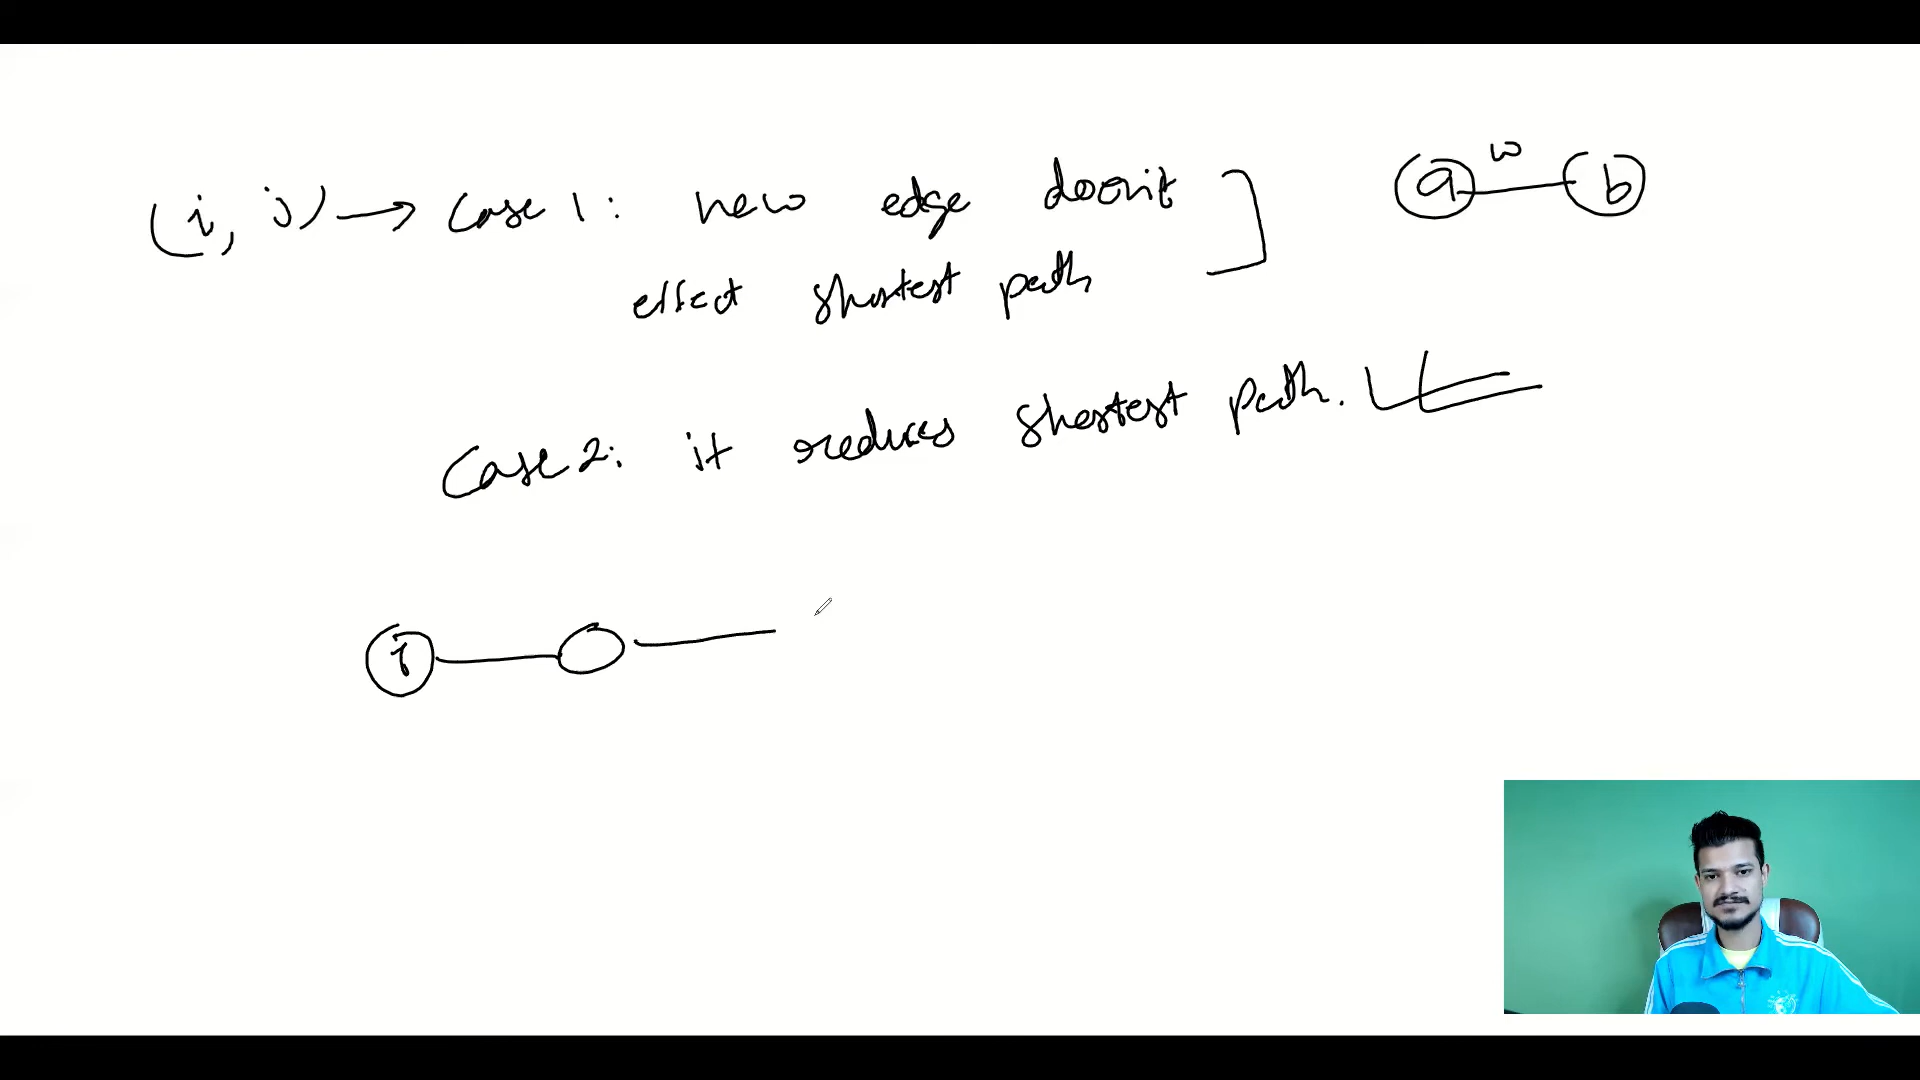 (i, j) → Case 1: new edge doesn't
effect shortest path
a w b
Case 2: it reduces shortest path.
i